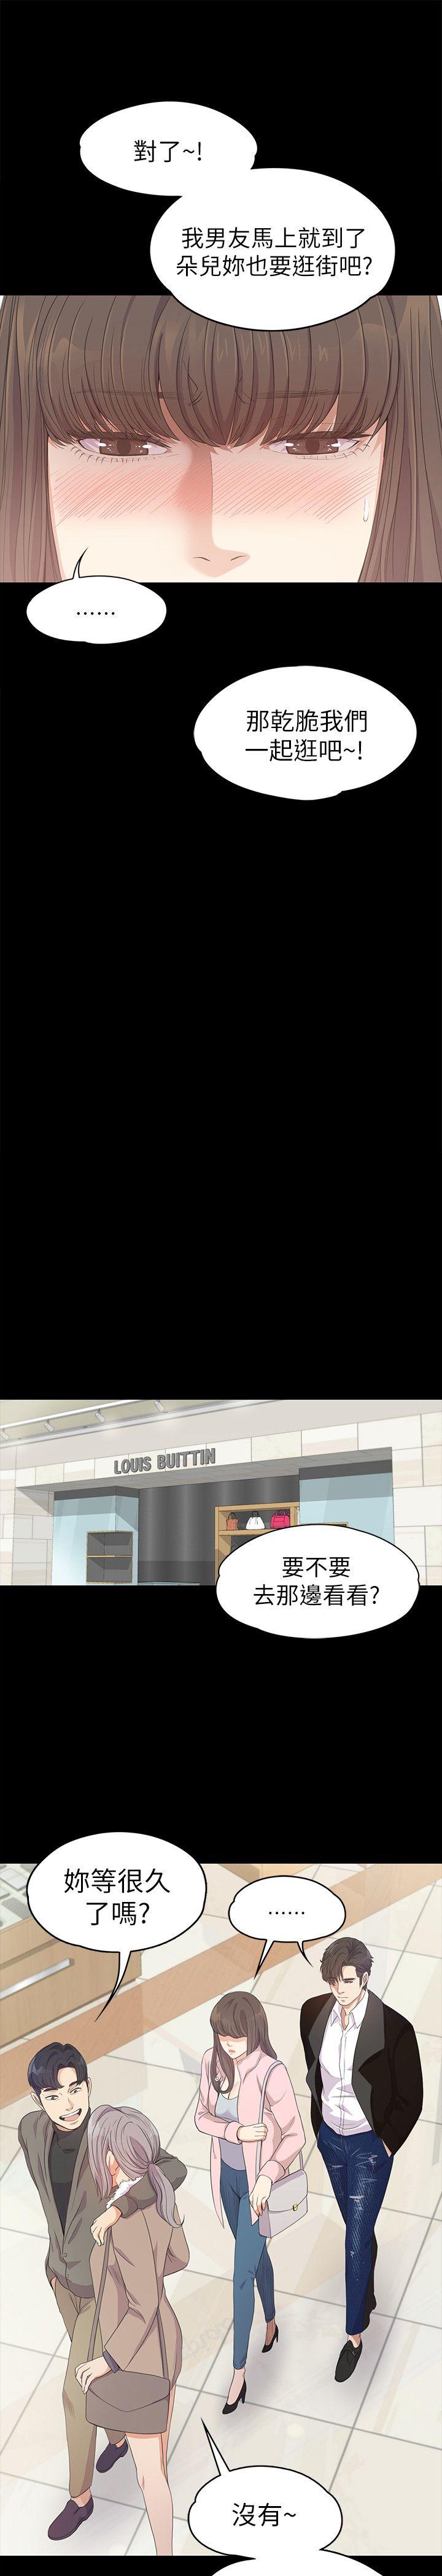 對了~!
我男友馬上就到了
朵兒妳也要逛街吧?
......
那乾脆我們
一起逛吧~!
LOUIS BUITTIN
要不要
去那邊看看?
妳等很久
了嗎?
......
沒有~